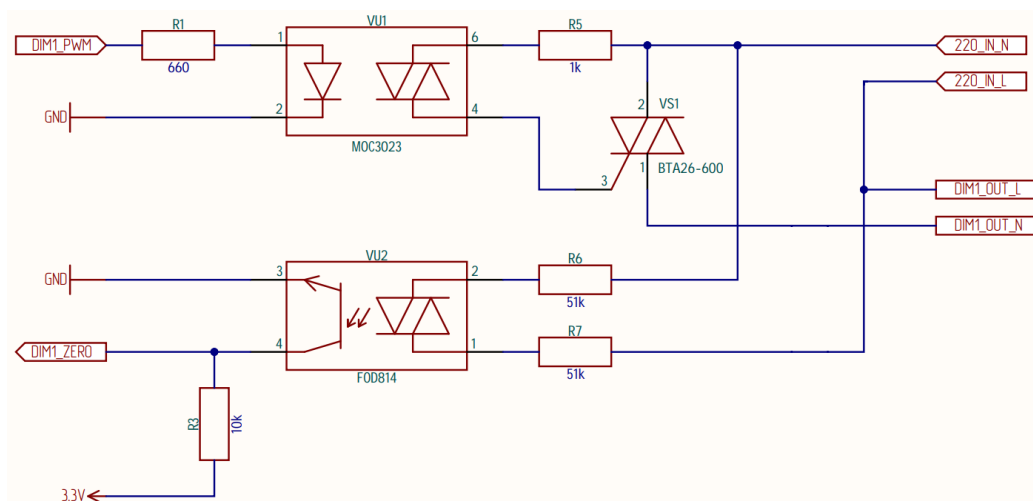 R1
DIM1_PWM
660
GND
VU1
1
6
2
4
MOC3023
R5
1k
220_IN_N
220_IN_L
2
VS1
1
BTA26-600
3
DIM1_OUT_L
DIM1_OUT_N
GND
VU2
3
2
4
1
FOD814
R6
51k
R7
51k
DIM1_ZERO
R3
10k
3.3V